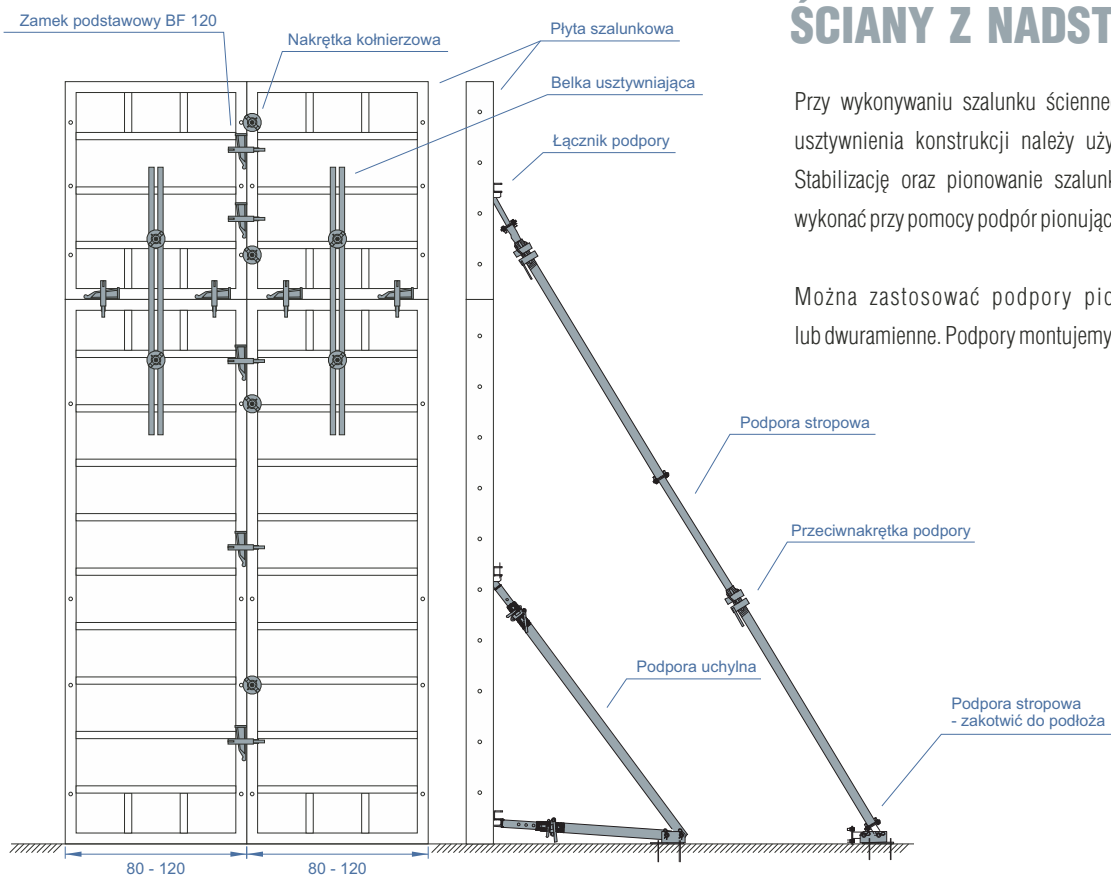 ŚCIANY Z NADST
Przy wykonywaniu szalunku ścienne
usztywnienia konstrukcji należy uży
Stabilizację oraz pionowanie szalunk
wykonać przy pomocy podpór pionując
Można zastosować podpory pio
lub dwuramienne. Podpory montujemy
Zamek podstawowy BF 120
Nakrętka kołnierzowa
Płyta szalunkowa
Belka usztywniająca
Łącznik podpory
Podpora stropowa
Przeciwnakrętka podpory
Podpora uchylna
Podpora stropowa
- zakotwić do podłoża
80 - 120
80 - 120